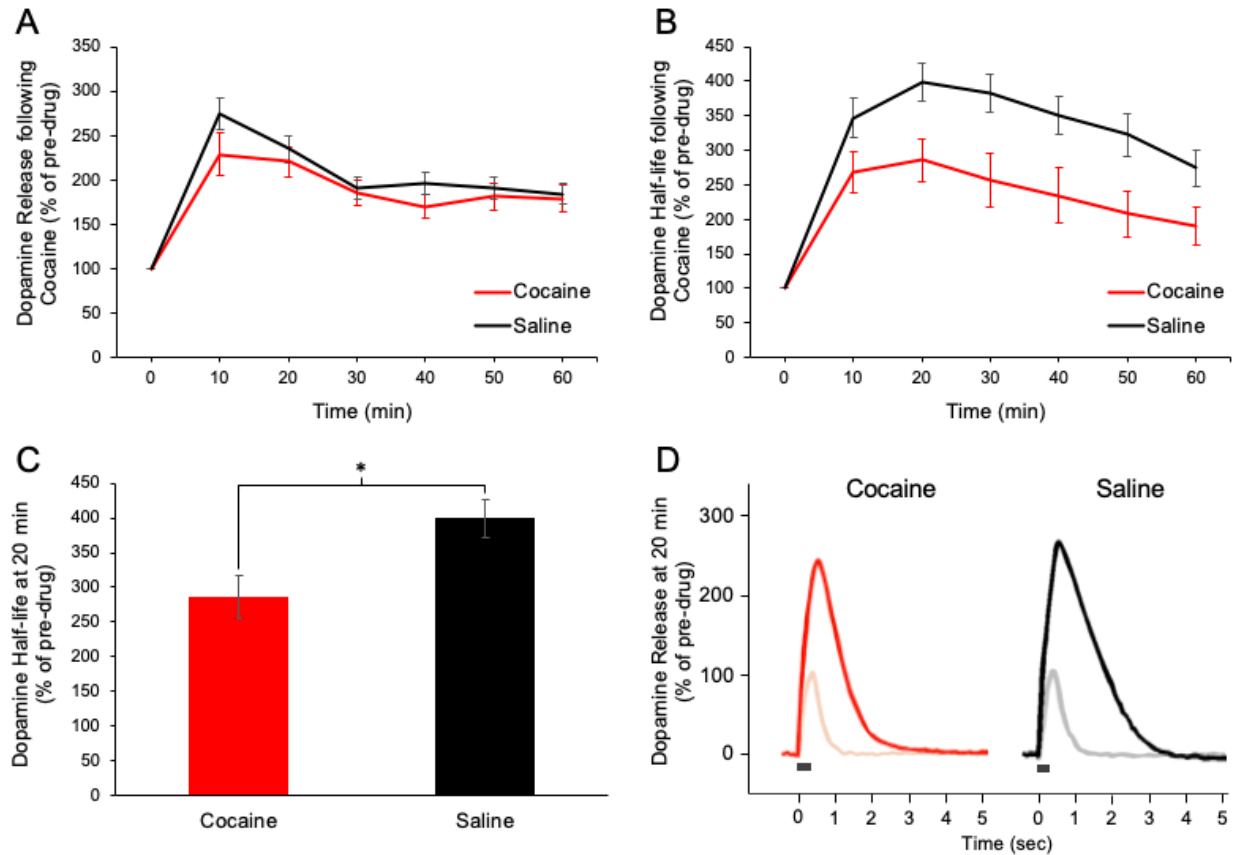 A
Dopamine Release following
Cocaine (% of pre-drug)
350
300
250
200
150
100
50
0
0 10 20 30 40 50 60
Time (min)
Cocaine
Saline
B
Dopamine Half-life following
Cocaine (% of pre-drug)
450
400
350
300
250
200
150
100
50
0
0 10 20 30 40 50 60
Time (min)
Cocaine
Saline
C
Dopamine Half-life at 20 min
(% of pre-drug)
450
400
350
300
250
200
150
100
50
0
*
Cocaine Saline
D
Dopamine Release at 20 min
(% of pre-drug)
Cocaine Saline
300
200
100
0
0 1 2 3 4 5 0 1 2 3 4 5
Time (sec)